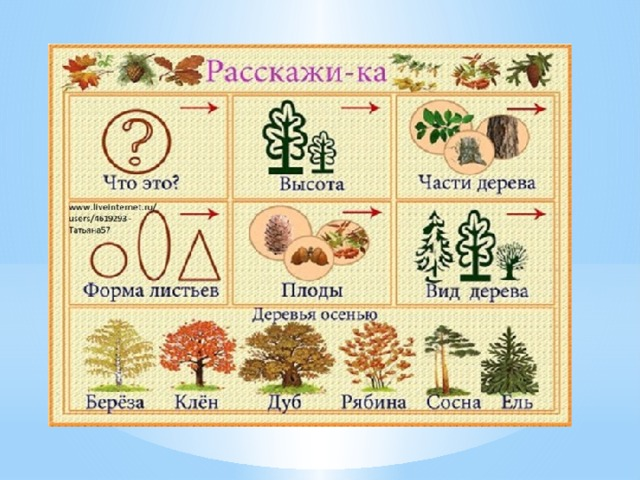 Расскажи-ка
?
Что это?
Высота
Части дерева
www.liveinternet.ru/
users/4619293-
Татьяна57
Форма листьев
Плоды
Вид дерева
Деревья осенью
Берёза Клён Дуб Рябина Сосна Ель